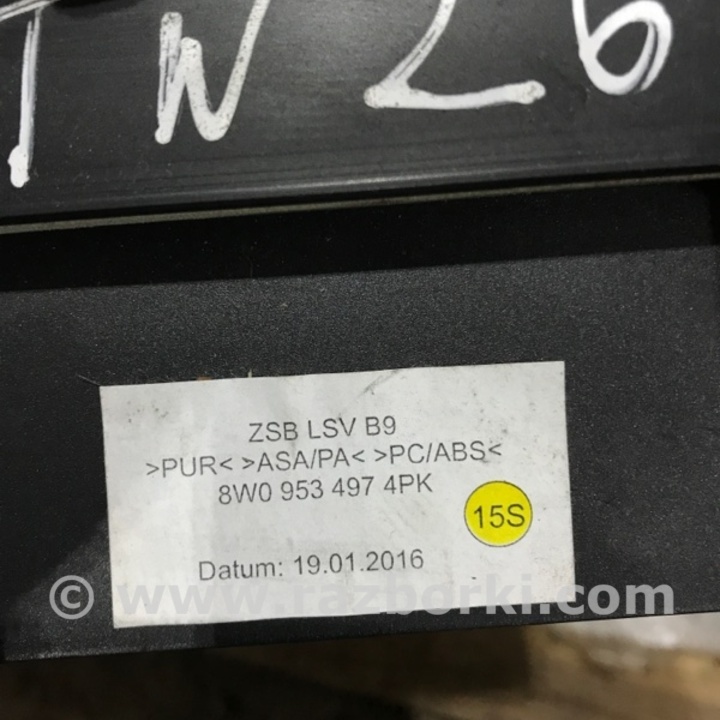 TW26
ZSB LSV B9
>PUR< >ASA/PA< >PC/ABS<
8W0 953 497 4PK
15S
Datum: 19.01.2016
© www.razborki.com